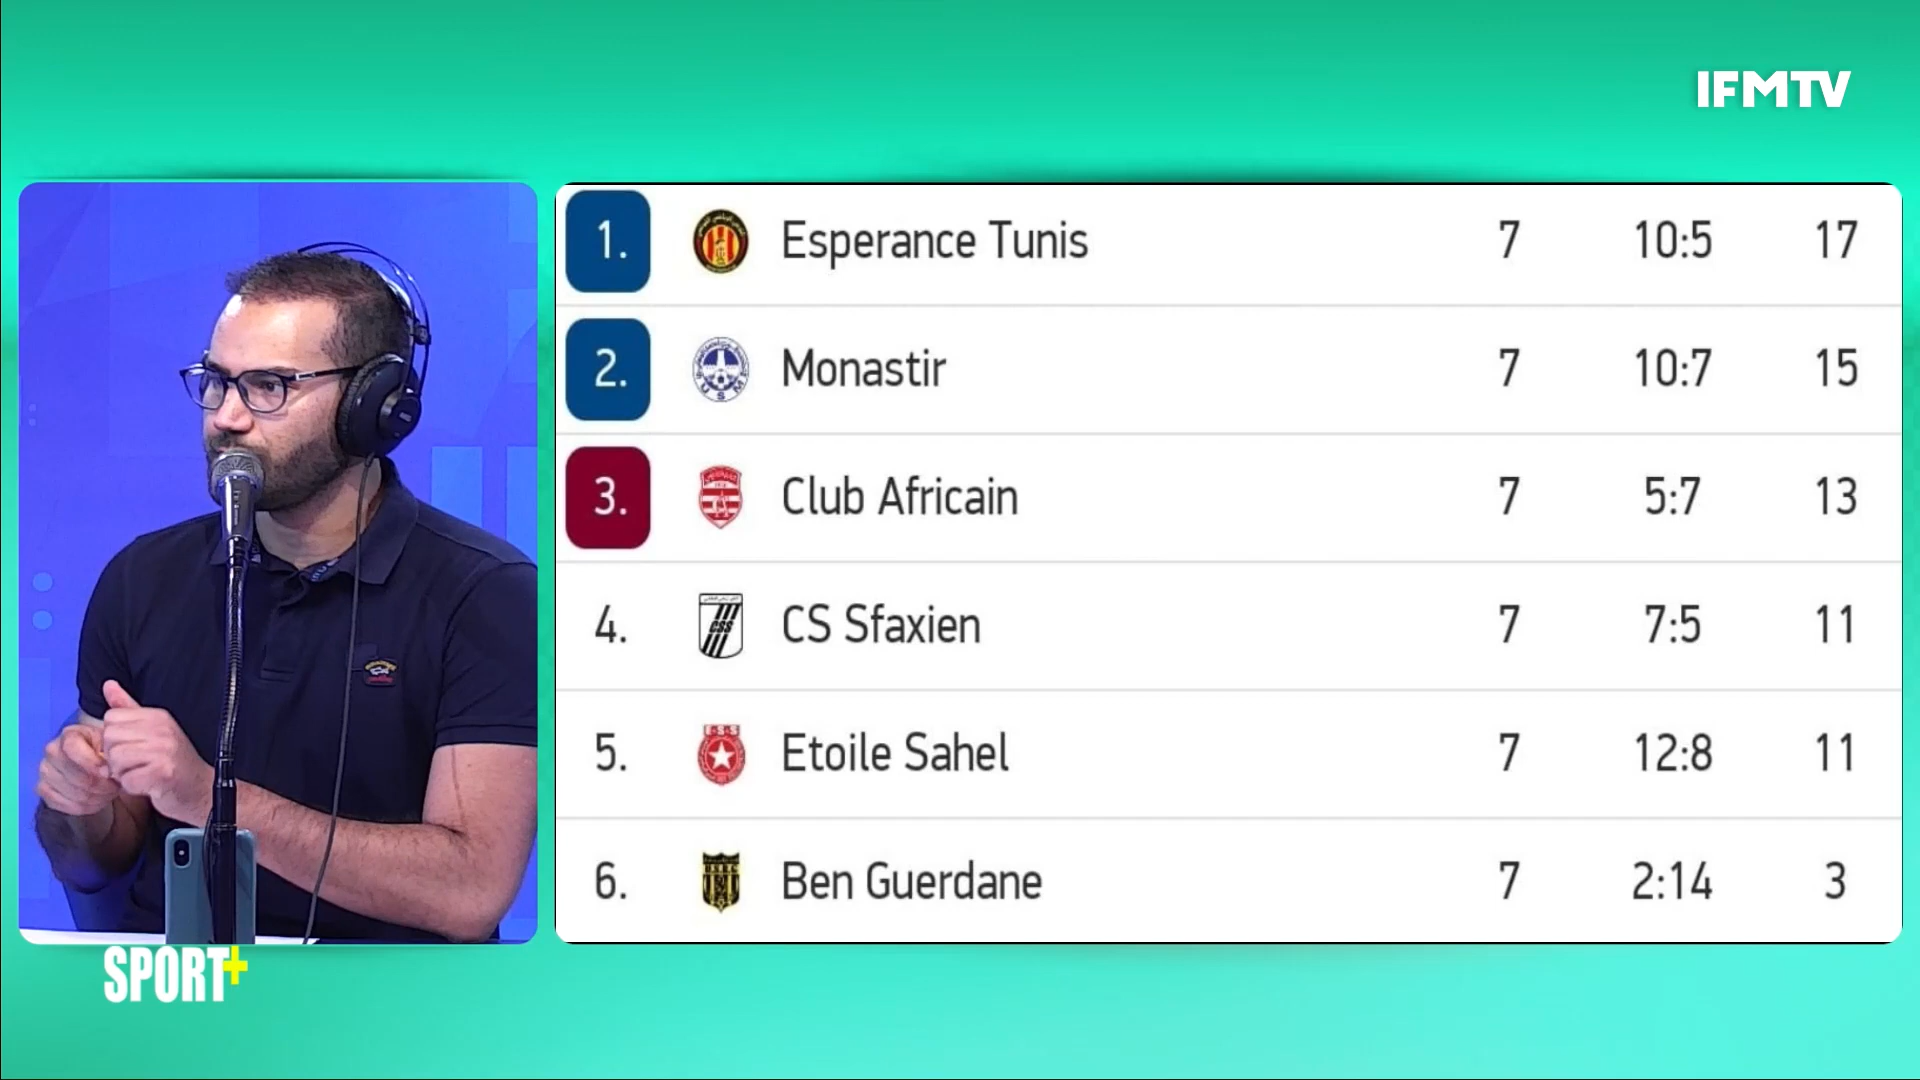 IFMTV
1. Esperance Tunis 7 10:5 17
2. Monastir 7 10:7 15
3. Club Africain 7 5:7 13
4. CSS CS Sfaxien 7 7:5 11
5. E.S.S Etoile Sahel 7 12:8 11
6. Ben Guerdane 7 2:14 3
SPORT+